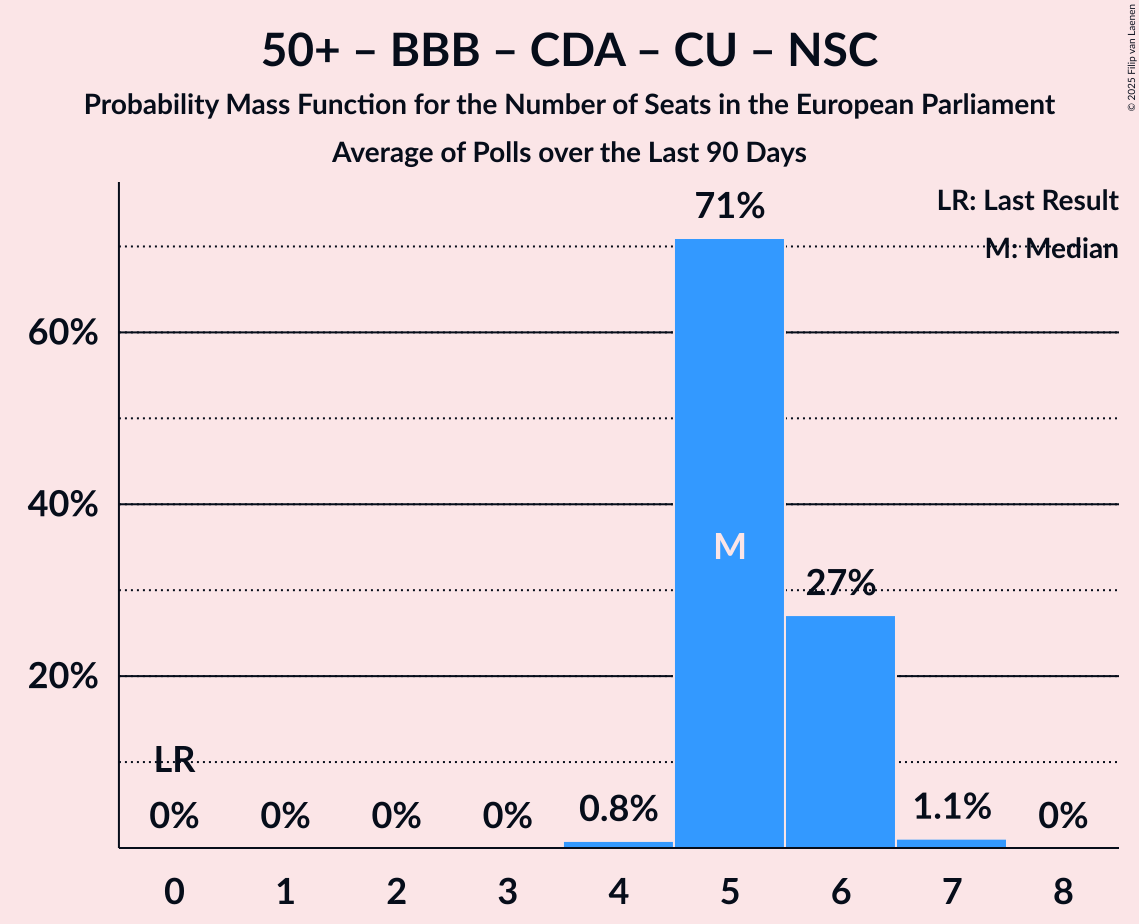 50+ – BBB – CDA – CU – NSC
Probability Mass Function for the Number of Seats in the European Parliament
Average of Polls over the Last 90 Days
© 2025 Filip van Laenen
LR: Last Result
M: Median
71%
60%
40%
M
27%
20%
LR
0% 0% 0% 0% 0.8% 1.1% 0%
0 1 2 3 4 5 6 7 8